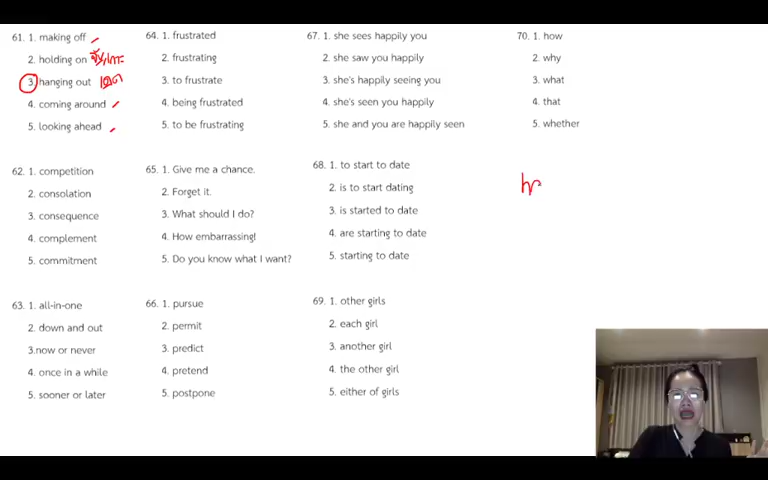 61. 1. making off
2. holding on
3. hanging out
4. coming around
5. looking ahead
62. 1. competition
2. consolation
3. consequence
4. complement
5. commitment
63. 1. all-in-one
2. down and out
3.now or never
4. once in a while
5. sooner or later
64. 1. frustrated
2. frustrating
3. to frustrate
4. being frustrated
5. to be frustrating
65. 1. Give me a chance.
2. Forget it.
3. What should I do?
4. How embarrassing!
5. Do you know what I want?
66. 1. pursue
2. permit
3. predict
4. pretend
5. postpone
67. 1. she sees happily you
2. she saw you happily
3. she's happily seeing you
4. she's seen you happily
5. she and you are happily seen
68. 1. to start to date
2. is to start dating
3. is started to date
4. are starting to date
5. starting to date
69. 1. other girls
2. each girl
3. another girl
4. the other girl
5. either of girls
70. 1. how
2. why
3. what
4. that
5. whether